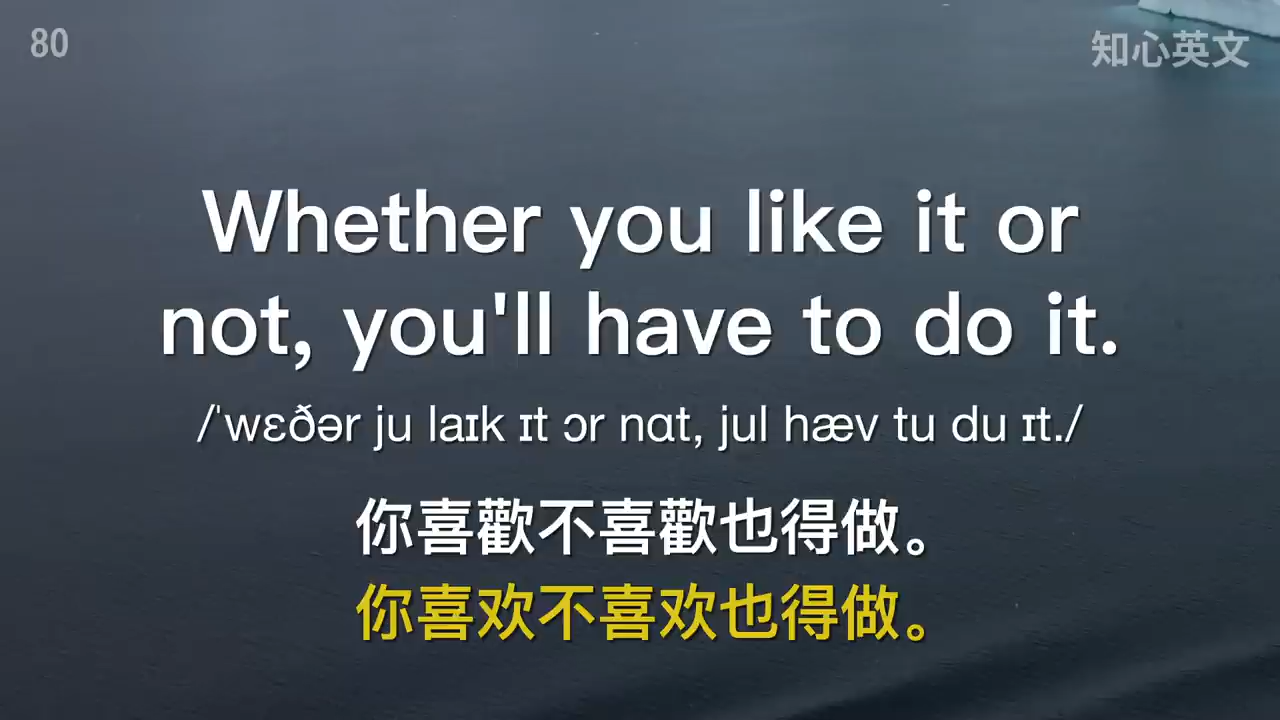 80
知心英文
Whether you like it or
not, you'll have to do it.
/ˈwɛðər ju laɪk ɪt ɔr nɑt, jul hæv tu du ɪt./
你喜歡不喜歡也得做。
你喜欢不喜欢也得做。